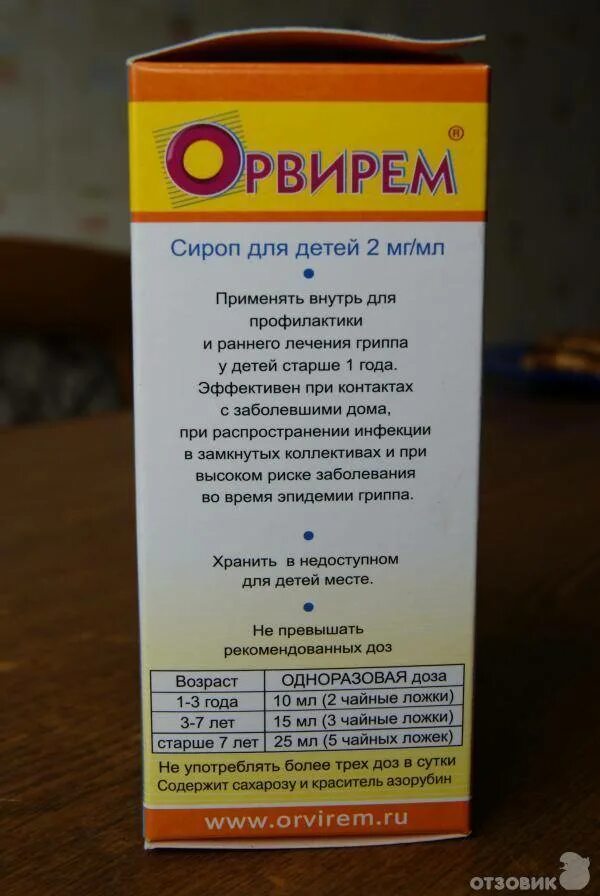 ОРВИРЕМ ®
Сироп для детей 2 мг/мл
•
Применять внутрь для
профилактики
и раннего лечения гриппа
у детей старше 1 года.
Эффективен при контактах
с заболевшими дома,
при распространении инфекции
в замкнутых коллективах и при
высоком риске заболевания
во время эпидемии гриппа.
•
Хранить в недоступном
для детей месте.
•
Не превышать
рекомендованных доз
Возраст ОДНОРАЗОВАЯ доза
1-3 года 10 мл (2 чайные ложки)
3-7 лет 15 мл (3 чайные ложки)
старше 7 лет 25 мл (5 чайных ложек)
Не употреблять более трех доз в сутки
Содержит сахарозу и краситель азорубин
www.orvirem.ru
ОТЗОВИК